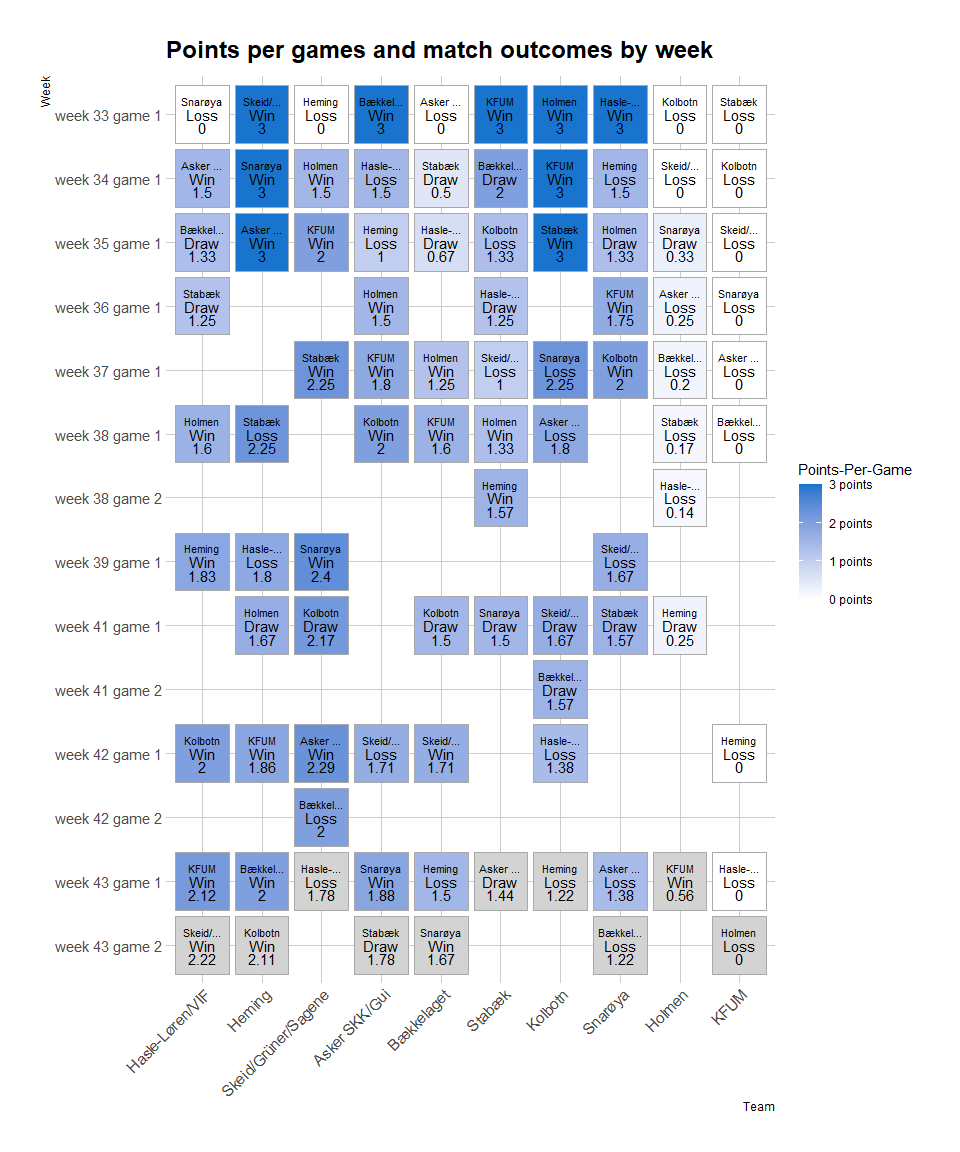 Points per games and match outcomes by week
Week
week 33 game 1
Snarøya
Loss
0
Skeid/...
Win
3
Heming
Loss
0
Bækkel...
Win
3
Asker ...
Loss
0
KFUM
Win
3
Holmen
Win
3
Hasle-...
Win
3
Kolbotn
Loss
0
Stabæk
Loss
0
week 34 game 1
Asker ...
Win
1.5
Snarøya
Win
3
Holmen
Win
1.5
Hasle-...
Loss
1.5
Stabæk
Draw
0.5
Bækkel...
Draw
2
KFUM
Win
3
Heming
Loss
1.5
Skeid/...
Loss
0
Kolbotn
Loss
0
week 35 game 1
Bækkel...
Draw
1.33
Asker ...
Win
3
KFUM
Win
2
Heming
Loss
1
Hasle-...
Draw
0.67
Kolbotn
Loss
1.33
Stabæk
Win
3
Holmen
Draw
1.33
Snarøya
Draw
0.33
Skeid/...
Loss
0
week 36 game 1
Stabæk
Draw
1.25
Holmen
Win
1.5
Hasle-...
Draw
1.25
KFUM
Win
1.75
Asker ...
Loss
0.25
Snarøya
Loss
0
week 37 game 1
Stabæk
Win
2.25
KFUM
Win
1.8
Holmen
Win
1.25
Skeid/...
Loss
1
Snarøya
Loss
2.25
Kolbotn
Win
2
Bækkel...
Loss
0.2
Asker ...
Loss
0
week 38 game 1
Holmen
Win
1.6
Stabæk
Loss
2.25
Kolbotn
Win
2
KFUM
Win
1.6
Holmen
Win
1.33
Asker ...
Loss
1.8
Stabæk
Loss
0.17
Bækkel...
Loss
0
week 38 game 2
Heming
Win
1.57
Hasle-...
Loss
0.14
week 39 game 1
Heming
Win
1.83
Hasle-...
Loss
1.8
Snarøya
Win
2.4
Skeid/...
Loss
1.67
week 41 game 1
Holmen
Draw
1.67
Kolbotn
Draw
2.17
Kolbotn
Draw
1.5
Snarøya
Draw
1.5
Skeid/...
Draw
1.67
Stabæk
Draw
1.57
Heming
Draw
0.25
week 41 game 2
Bækkel...
Draw
1.57
week 42 game 1
Kolbotn
Win
2
KFUM
Win
1.86
Asker ...
Win
2.29
Skeid/...
Loss
1.71
Skeid/...
Win
1.71
Hasle-...
Loss
1.38
Heming
Loss
0
week 42 game 2
Bækkel...
Loss
2
week 43 game 1
KFUM
Win
2.12
Bækkel...
Win
2
Hasle-...
Loss
1.78
Snarøya
Win
1.88
Heming
Loss
1.5
Asker ...
Draw
1.44
Heming
Loss
1.22
Asker ...
Loss
1.38
KFUM
Win
0.56
Hasle-...
Loss
0
week 43 game 2
Skeid/...
Win
2.22
Kolbotn
Win
2.11
Stabæk
Draw
1.78
Snarøya
Win
1.67
Bækkel...
Loss
1.22
Holmen
Loss
0
Hasle-Løren/VIF
Heming
Skeid/Grüner/Sagene
Asker SKK/Gui
Bækkelaget
Stabæk
Kolbotn
Snarøya
Holmen
KFUM
Team
Points-Per-Game
3 points
2 points
1 points
0 points